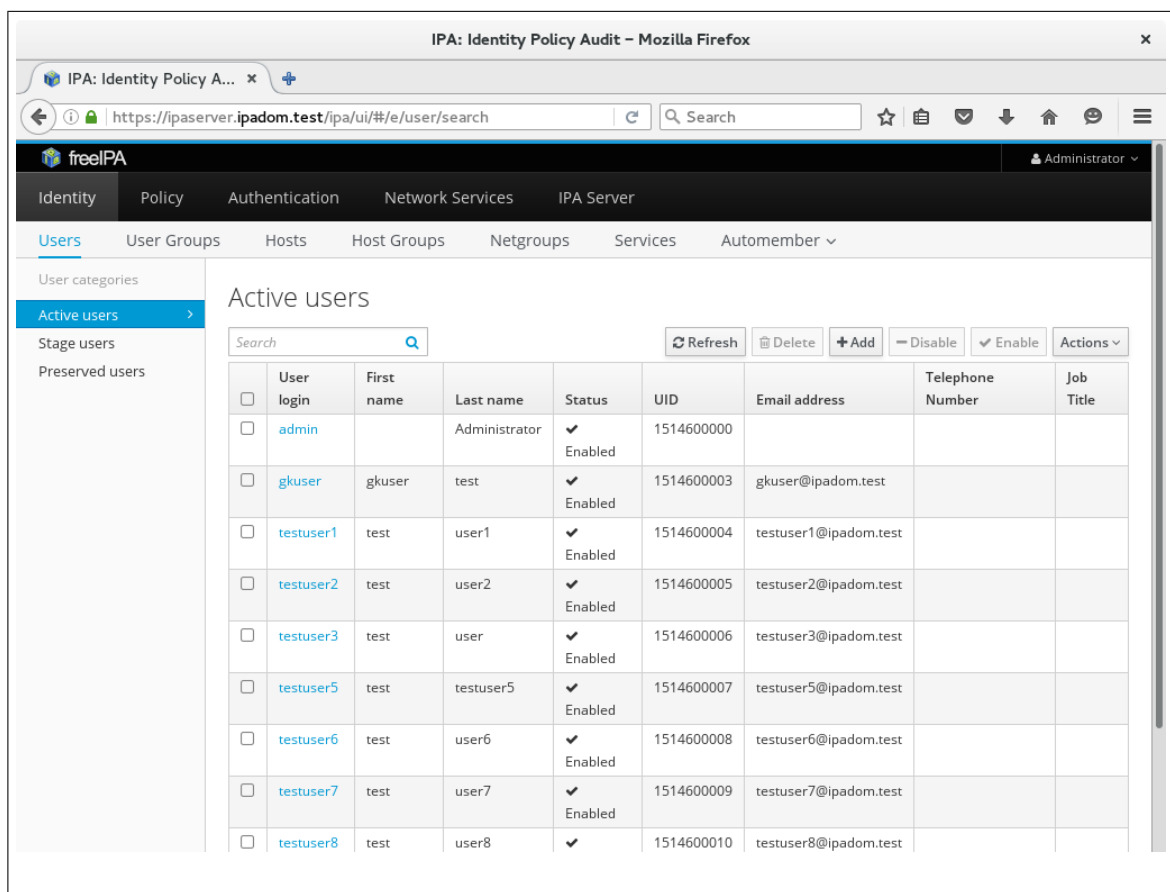 IPA: Identity Policy Audit – Mozilla Firefox ×
IPA: Identity Policy A... ×
https://ipaserver.ipadom.test/ipa/ui/#/e/user/search Search
freeIPA Administrator
Identity Policy Authentication Network Services IPA Server
Users User Groups Hosts Host Groups Netgroups Services Automember
User categories
Active users
Stage users
Preserved users
Active users
Search Refresh Delete Add Disable Enable Actions
User login First name Last name Status UID Email address Telephone Number Job Title
admin Administrator Enabled 1514600000
gkuser gkuser test Enabled 1514600003 gkuser@ipadom.test
testuser1 test user1 Enabled 1514600004 testuser1@ipadom.test
testuser2 test user2 Enabled 1514600005 testuser2@ipadom.test
testuser3 test user Enabled 1514600006 testuser3@ipadom.test
testuser5 test testuser5 Enabled 1514600007 testuser5@ipadom.test
testuser6 test user6 Enabled 1514600008 testuser6@ipadom.test
testuser7 test user7 Enabled 1514600009 testuser7@ipadom.test
testuser8 test user8 1514600010 testuser8@ipadom.test